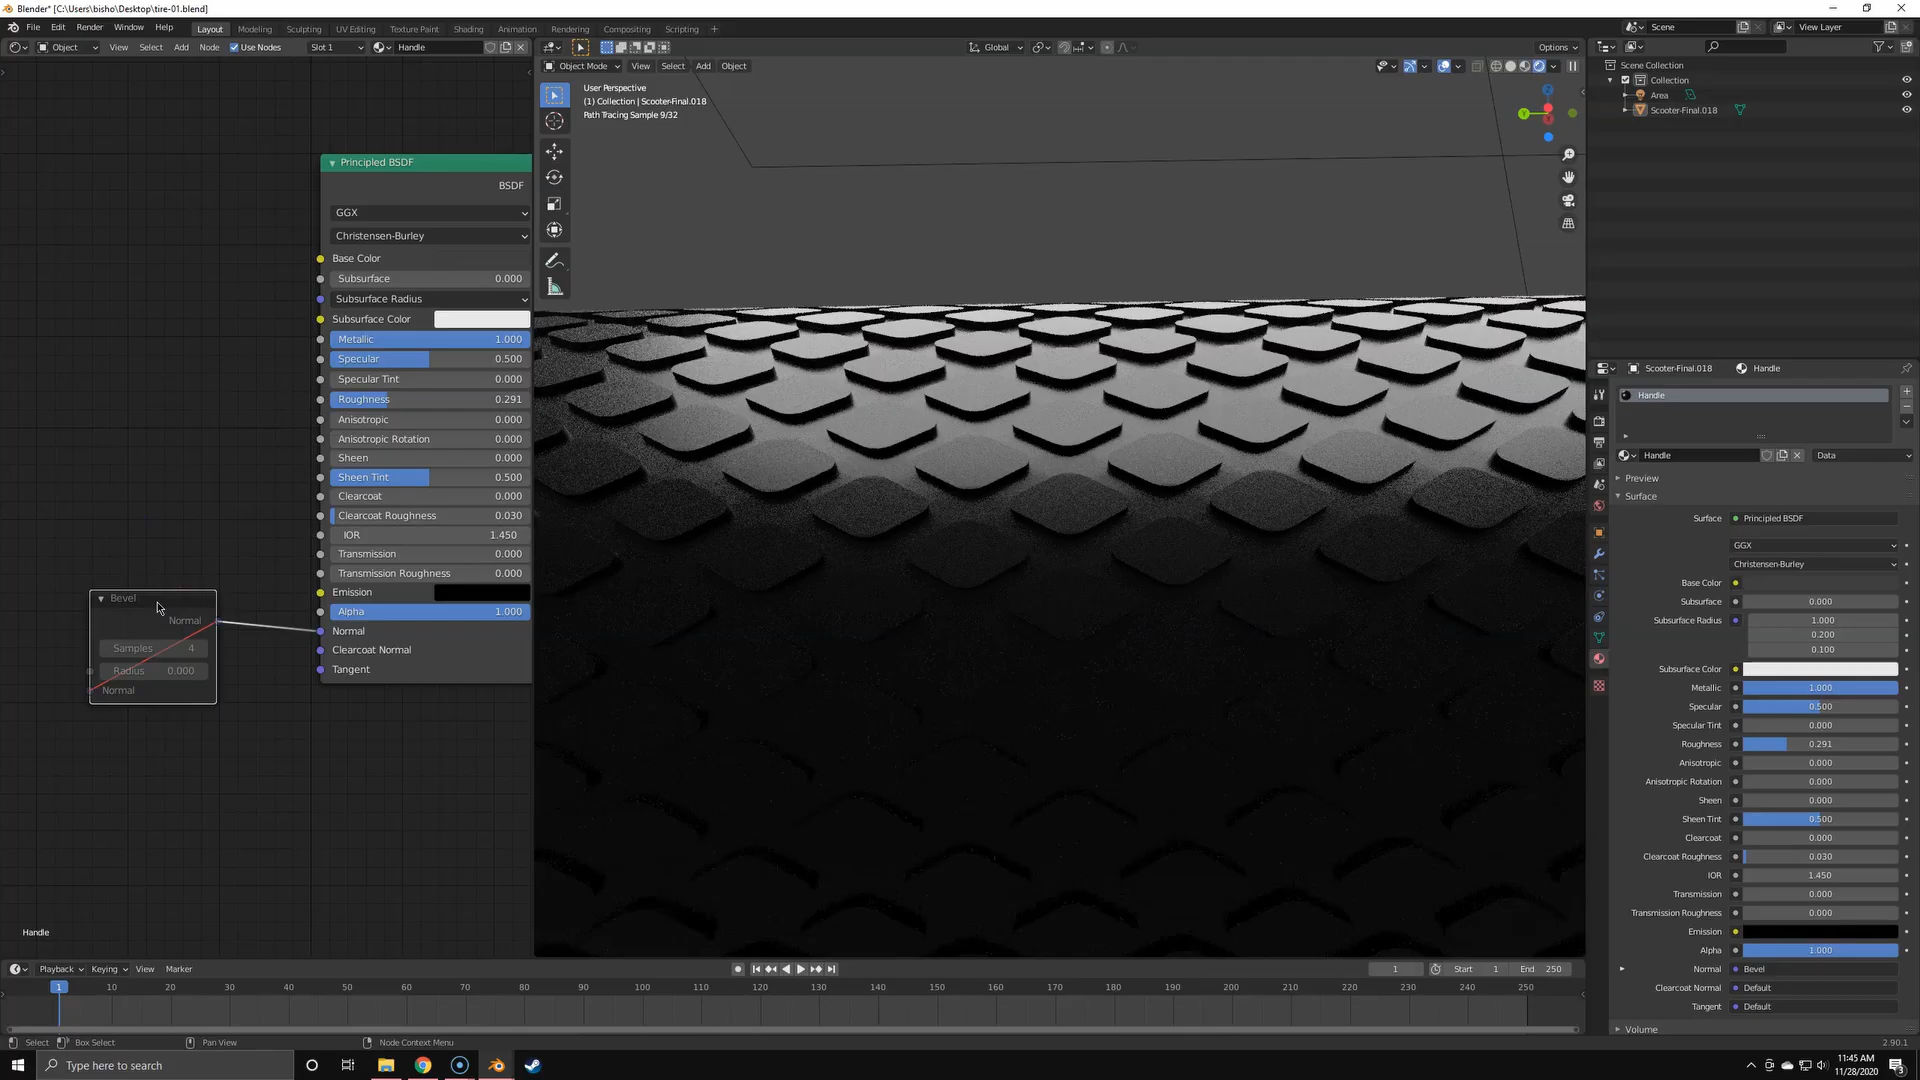 Blender* [C:\Users\bisho\Desktop\tire-01.blend]
File Edit Render Window Help
Layout Modeling Sculpting UV Editing Texture Paint Shading Animation Rendering Compositing Scripting +
Scene View Layer
Object View Select Add Node Use Nodes Slot 1 Handle
Global Options
Object Mode View Select Add Object
User Perspective
(1) Collection | Scooter-Final.018
Path Tracing Sample 9/32
Scene Collection
Collection
Area
Scooter-Final.018
Principled BSDF
BSDF
GGX
Christensen-Burley
Base Color
Subsurface 0.000
Subsurface Radius
Subsurface Color
Metallic 1.000
Specular 0.500
Specular Tint 0.000
Roughness 0.291
Anisotropic 0.000
Anisotropic Rotation 0.000
Sheen 0.000
Sheen Tint 0.500
Clearcoat 0.000
Clearcoat Roughness 0.030
IOR 1.450
Transmission 0.000
Transmission Roughness 0.000
Emission
Alpha 1.000
Normal
Clearcoat Normal
Tangent
Bevel
Normal
Samples 4
Radius 0.000
Normal
Handle
Scooter-Final.018 Handle
Handle
Handle Data
Preview
Surface
Surface Principled BSDF
GGX
Christensen-Burley
Base Color
Subsurface 0.000
Subsurface Radius 1.000
0.200
0.100
Subsurface Color
Metallic 1.000
Specular 0.500
Specular Tint 0.000
Roughness 0.291
Anisotropic 0.000
Anisotropic Rotation 0.000
Sheen 0.000
Sheen Tint 0.500
Clearcoat 0.000
Clearcoat Roughness 0.030
IOR 1.450
Transmission 0.000
Transmission Roughness 0.000
Emission
Alpha 1.000
Normal Bevel
Clearcoat Normal Default
Tangent Default
Volume
Playback Keying View Marker
1 Start 1 End 250
1 10 20 30 40 50 60 70 80 90 100 110 120 130 140 150 160 170 180 190 200 210 220 230 240 250
Select Box Select Pan View Node Context Menu
2.90.1
Type here to search
11:45 AM
11/28/2020
3